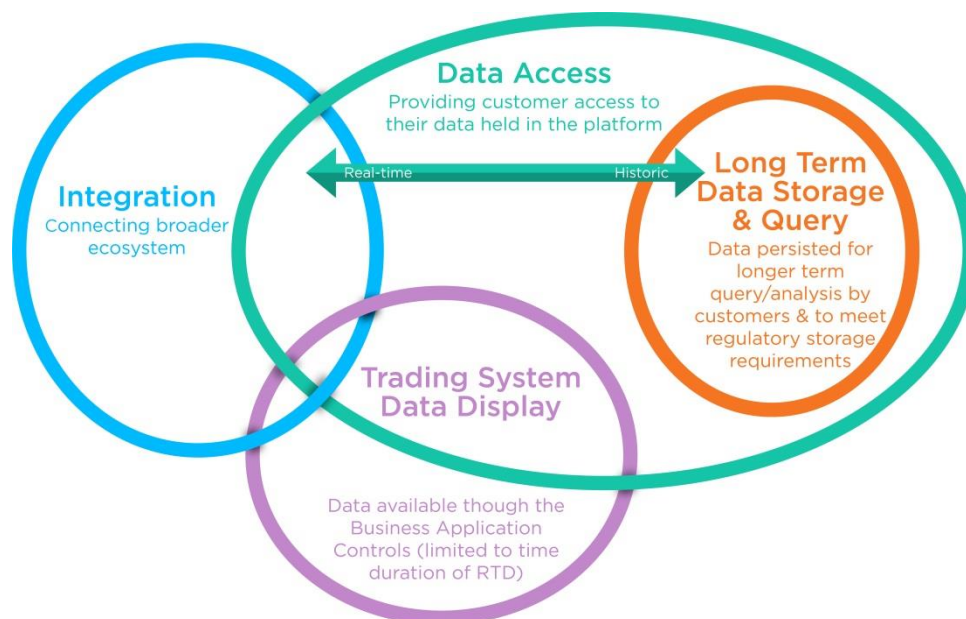 Data Access
Providing customer access to
their data held in the platform
Real-time
Historic
Integration
Connecting broader
ecosystem
Long Term
Data Storage
& Query
Data persisted for
longer term
query/analysis by
customers & to meet
regulatory storage
requirements
Trading System
Data Display
Data available though the
Business Application
Controls (limited to time
duration of RTD)